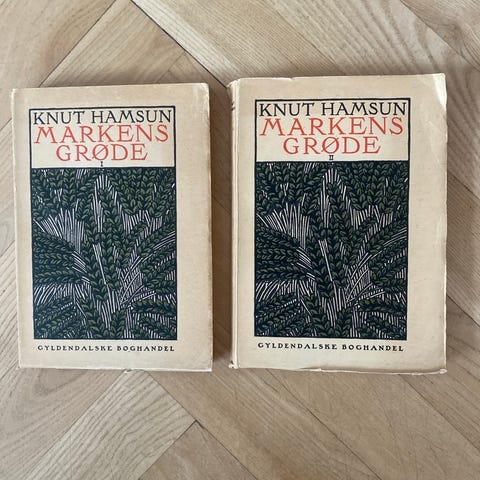 KNUT HAMSUN
MARKENS
GRØDE
I
GYLDENDALSKE BOGHANDEL
KNUT HAMSUN
MARKENS
GRØDE
II
GYLDENDALSKE BOGHANDEL